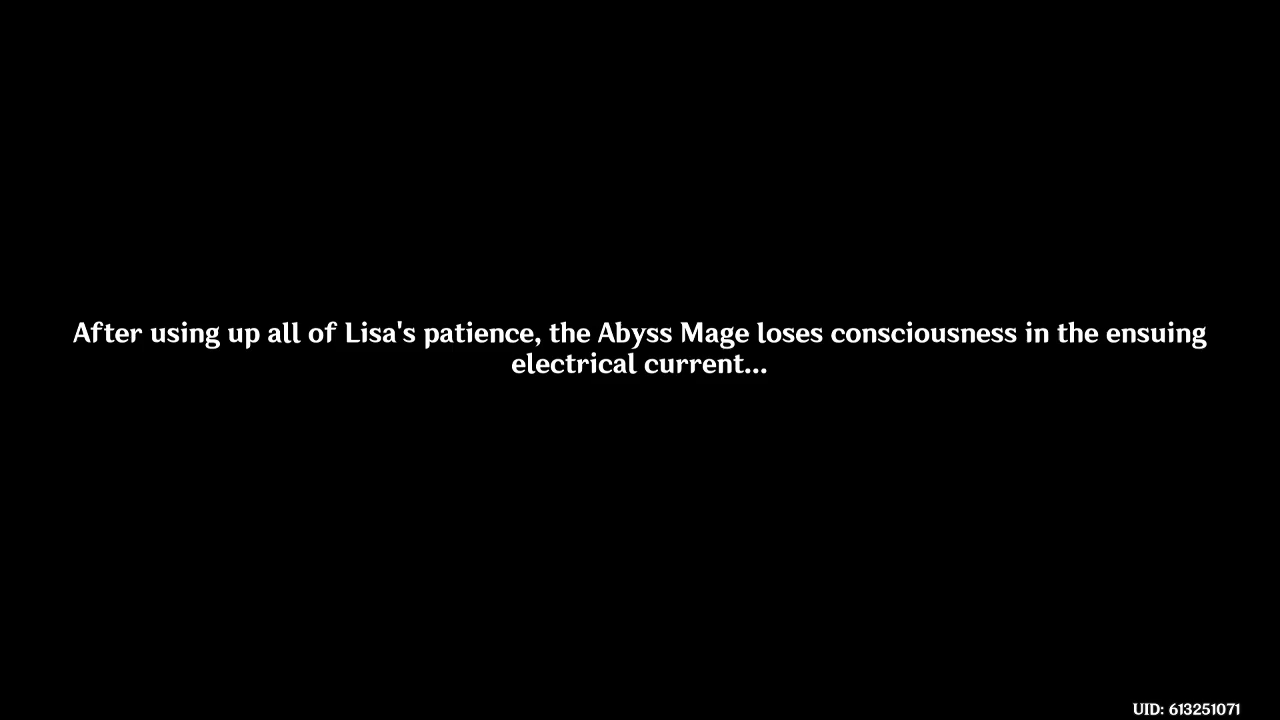 After using up all of Lisa's patience, the Abyss Mage loses consciousness in the ensuing
electrical current...
UID: 613251071